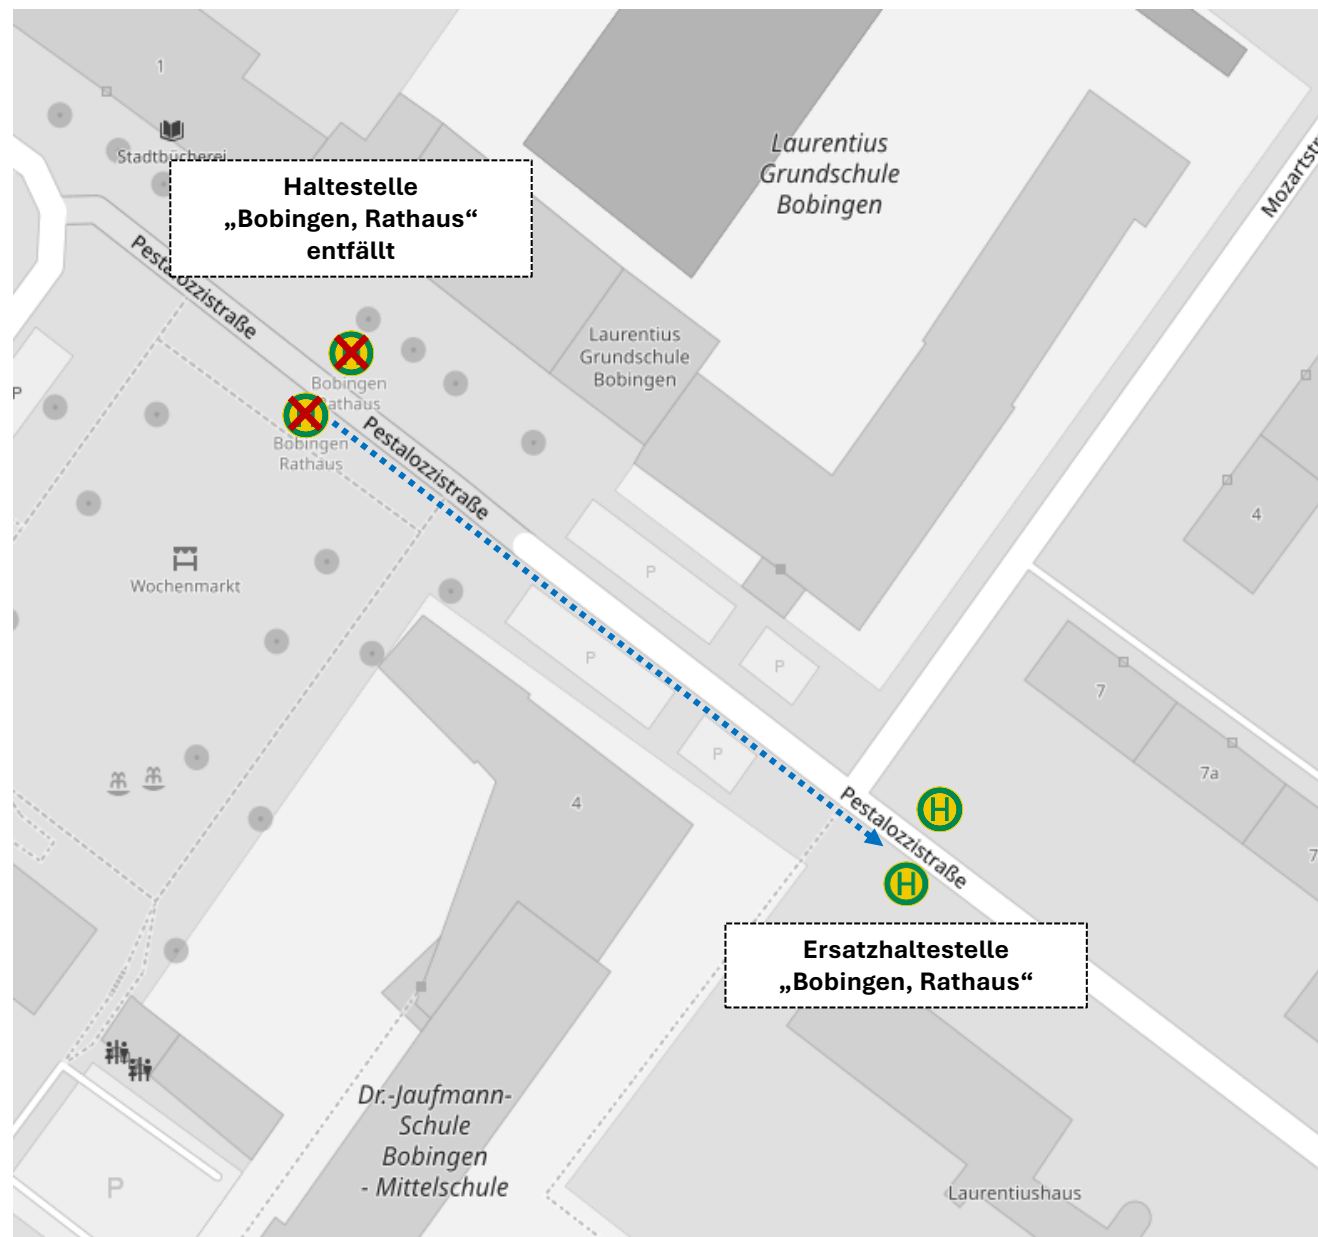 1
Stadtbücherei
Haltestelle
„Bobingen, Rathaus“
entfällt
Laurentius
Grundschule
Bobingen
Pestalozzistraße
Laurentius
Grundschule
Bobingen
P
Bobingen
Rathaus
Bobingen
Rathaus
Pestalozzistraße
4
P
Wochenmarkt
P
P
P
7
7a
7
4
H
Pestalozzistraße
H
Ersatzhaltestelle
„Bobingen, Rathaus“
Dr.-Jaufmann-
Schule
Bobingen
- Mittelschule
P
Laurentiushaus